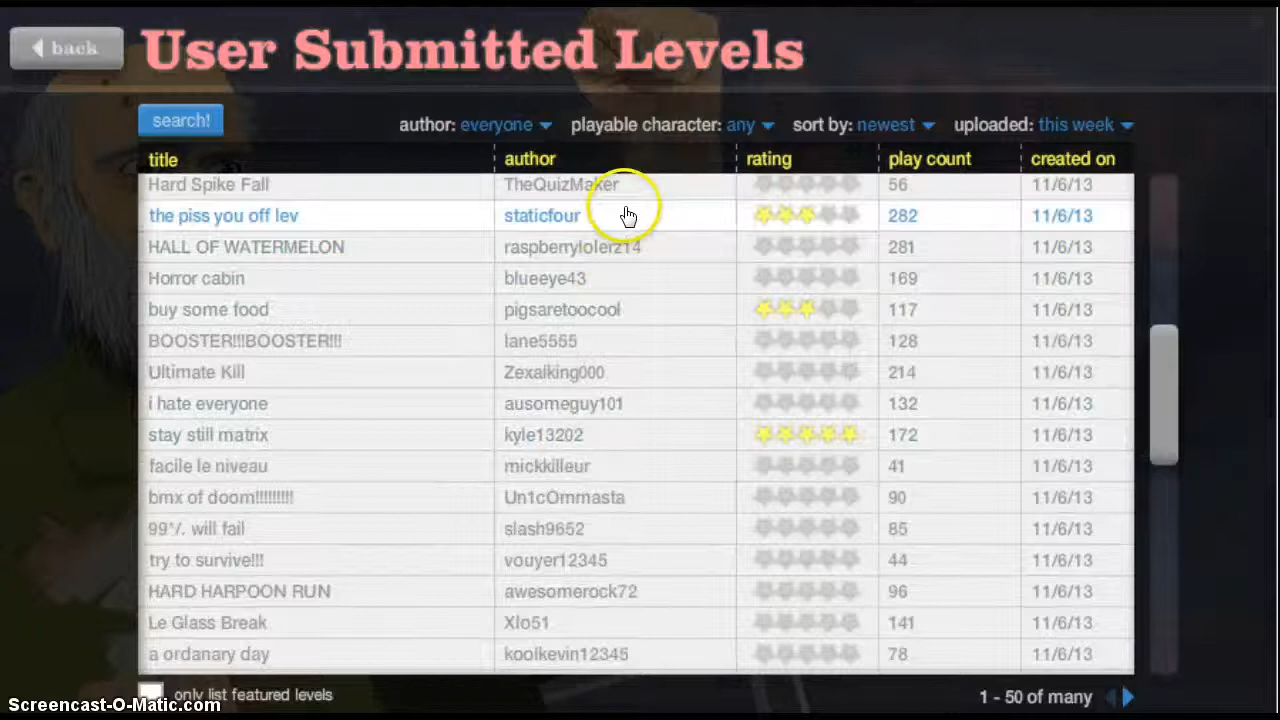 back
User Submitted Levels
search! author: everyone playable character: any sort by: newest uploaded: this week
title author rating play count created on
Hard Spike Fall TheQuizMaker 56 11/6/13
the piss you off lev staticfour 282 11/6/13
HALL OF WATERMELON raspberrylolerz14 281 11/6/13
Horror cabin blueeye43 169 11/6/13
buy some food pigsaretoocool 117 11/6/13
BOOSTER!!!BOOSTER!!! lane5555 128 11/6/13
Ultimate Kill Zexalking000 214 11/6/13
i hate everyone ausomeguy101 132 11/6/13
stay still matrix kyle13202 172 11/6/13
facile le niveau mickkilleur 41 11/6/13
bmx of doom!!!!!!!!! Un1cOmmasta 90 11/6/13
99°/. will fail slash9652 85 11/6/13
try to survive!!! vouyer12345 44 11/6/13
HARD HARPOON RUN awesomerock72 96 11/6/13
Le Glass Break Xlo51 141 11/6/13
a ordanary day koolkevin12345 78 11/6/13
only list featured levels 1 - 50 of many
Screencast-O-Matic.com